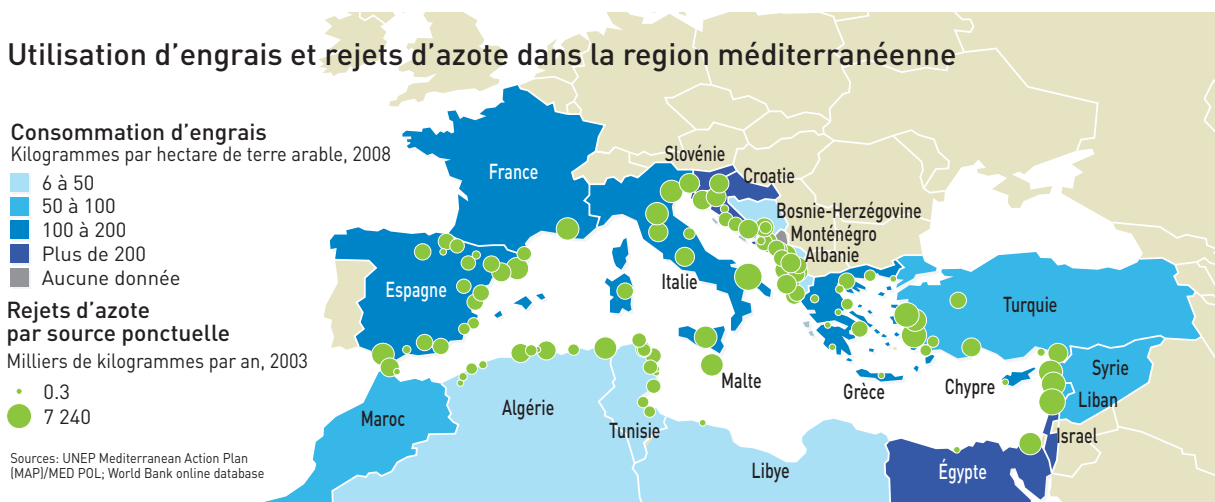 Utilisation d'engrais et rejets d'azote dans la region méditerranéenne
Consommation d'engrais
Kilogrammes par hectare de terre arable, 2008
6 à 50
50 à 100
100 à 200
Plus de 200
Aucune donnée
Rejets d'azote
par source ponctuelle
Milliers de kilogrammes par an, 2003
0.3
7 240
Sources: UNEP Mediterranean Action Plan
(MAP)/MED POL; World Bank online database
France
Slovénie
Croatie
Bosnie-Herzégovine
Monténégro
Albanie
Espagne
Italie
Turquie
Malte
Grèce
Chypre
Syrie
Liban
Maroc
Algérie
Tunisie
Israel
Libye
Égypte